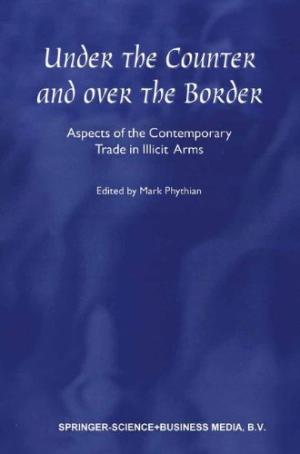 Under the Counter
and over the Border
Aspects of the Contemporary
Trade in Illicit Arms
Edited by Mark Phythian
SPRINGER-SCIENCE+BUSINESS MEDIA, B.V.